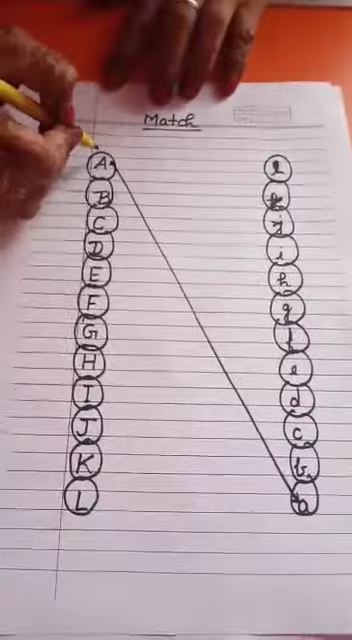 Match
A l
B k
C j
D i
E h
F g
G f
H e
I d
J c
K b
L a